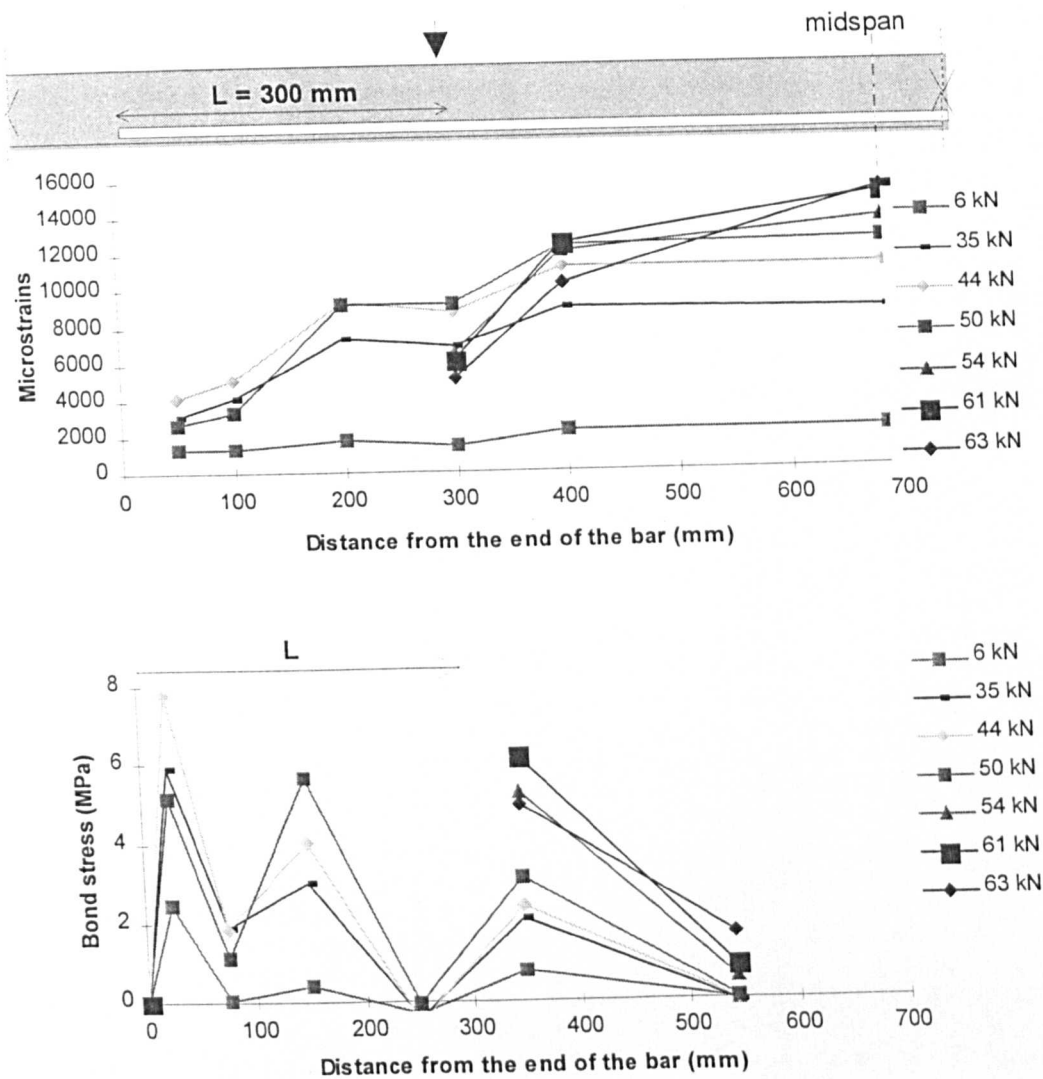 midspan
L = 300 mm
16000
14000
12000
10000
8000
6000
4000
2000
0
Microstrains
0 100 200 300 400 500 600 700
Distance from the end of the bar (mm)
6 kN
35 kN
44 kN
50 kN
54 kN
61 kN
63 kN
L
8
6
4
2
0
Bond stress (MPa)
0 100 200 300 400 500 600 700
Distance from the end of the bar (mm)
6 kN
35 kN
44 kN
50 kN
54 kN
61 kN
63 kN